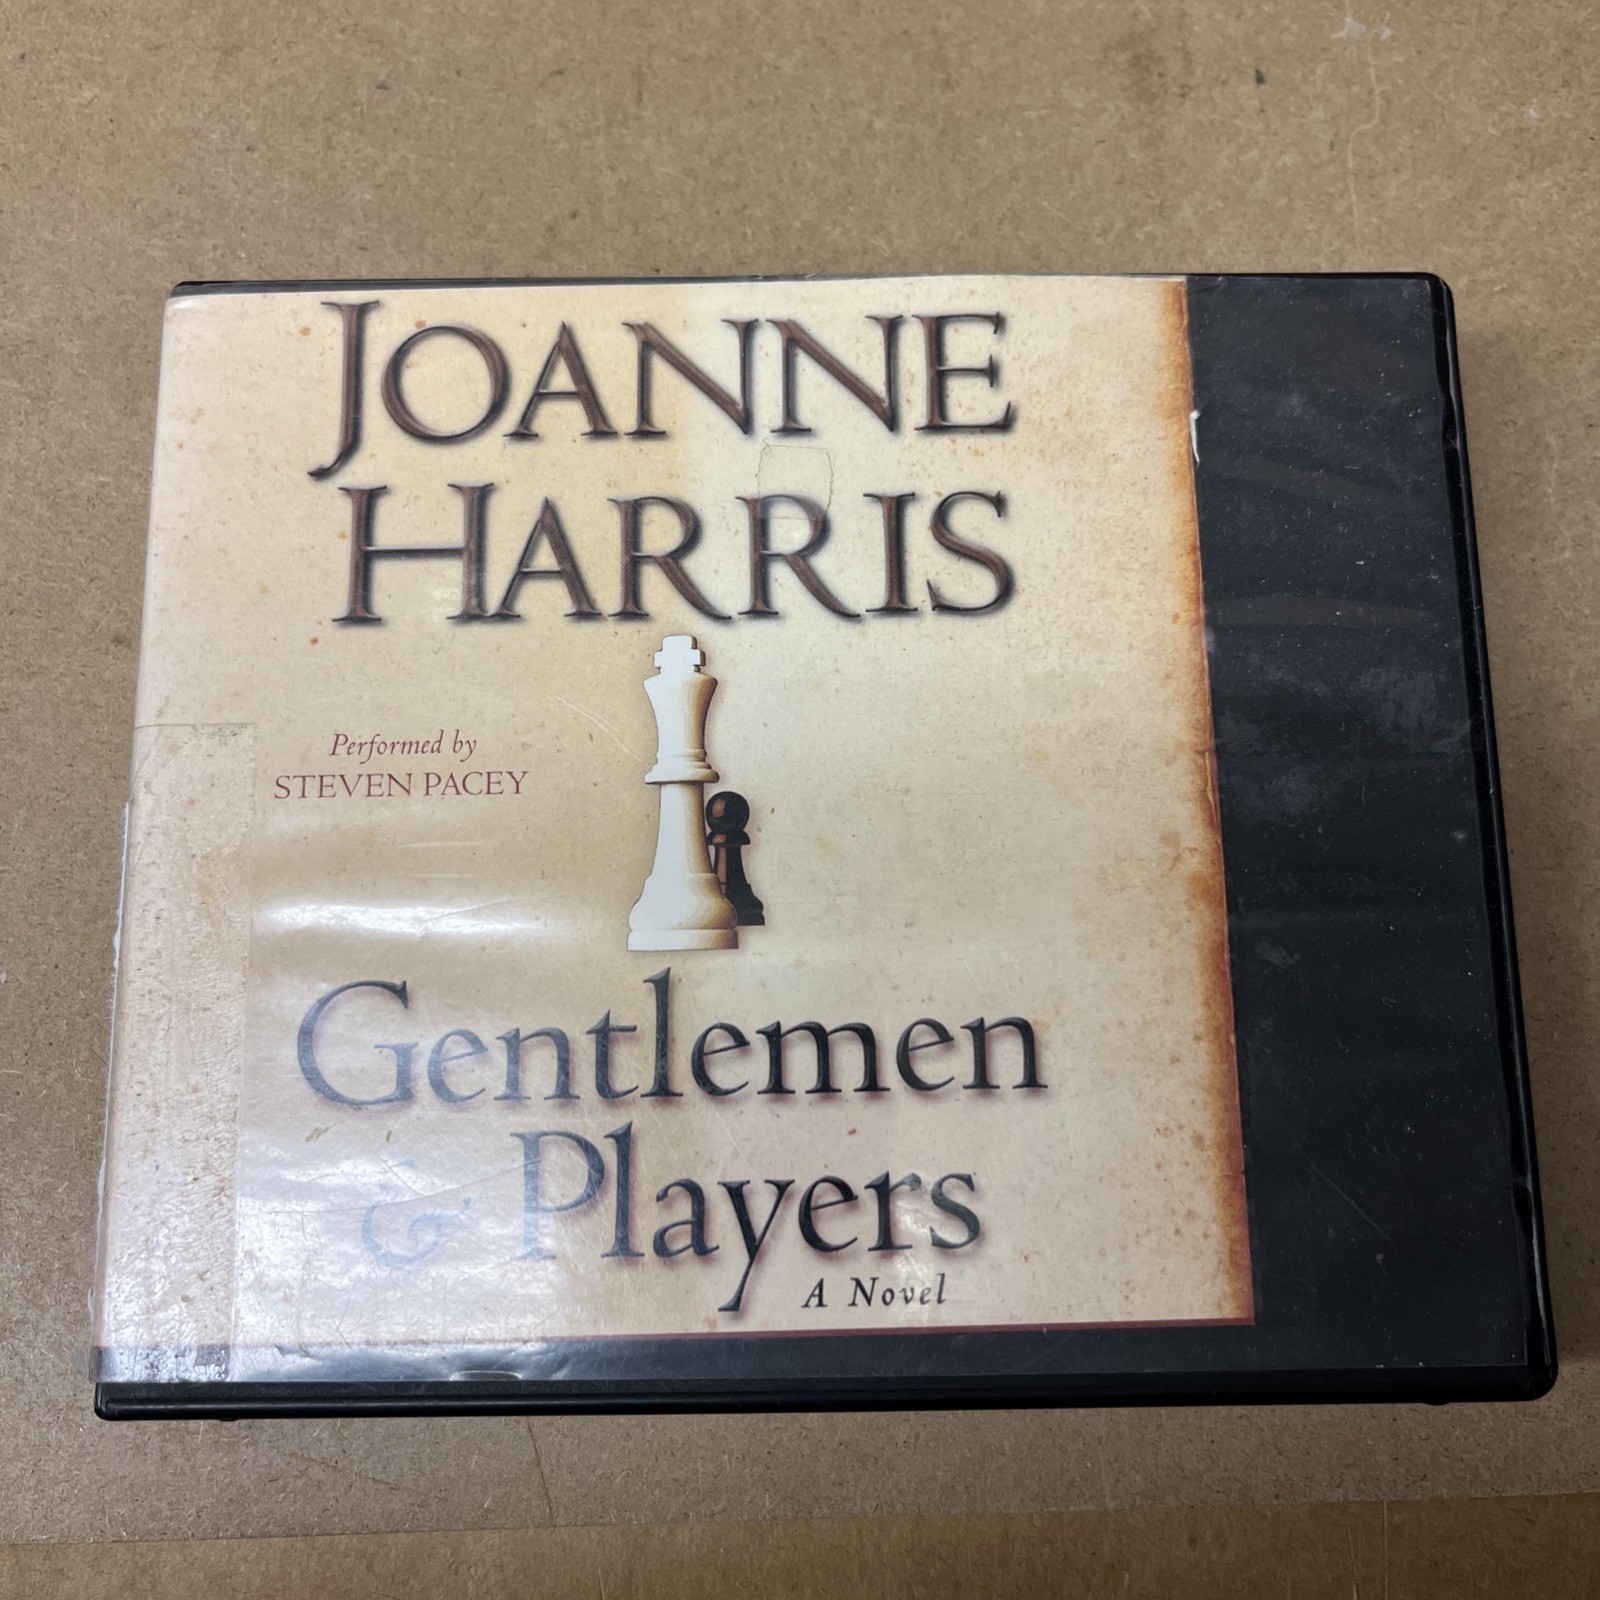 JOANNE
HARRIS
Performed by
STEVEN PACEY
Gentlemen
& Players
A Novel